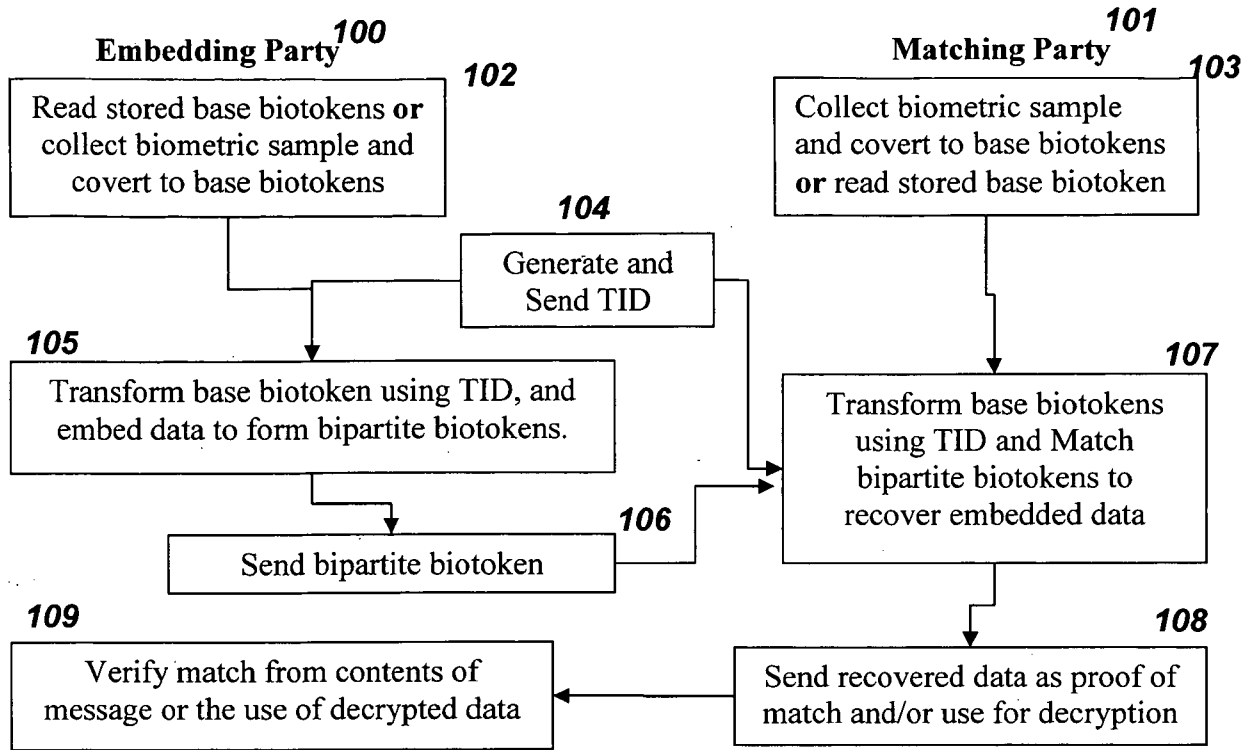 Embedding Party 100
Matching Party 101
102
Read stored base biotokens or
collect biometric sample and
covert to base biotokens
103
Collect biometric sample
and covert to base biotokens
or read stored base biotoken
104
Generate and
Send TID
105
Transform base biotoken using TID, and
embed data to form bipartite biotokens.
106
Send bipartite biotoken
107
Transform base biotokens
using TID and Match
bipartite biotokens to
recover embedded data
108
Send recovered data as proof of
match and/or use for decryption
109
Verify match from contents of
message or the use of decrypted data